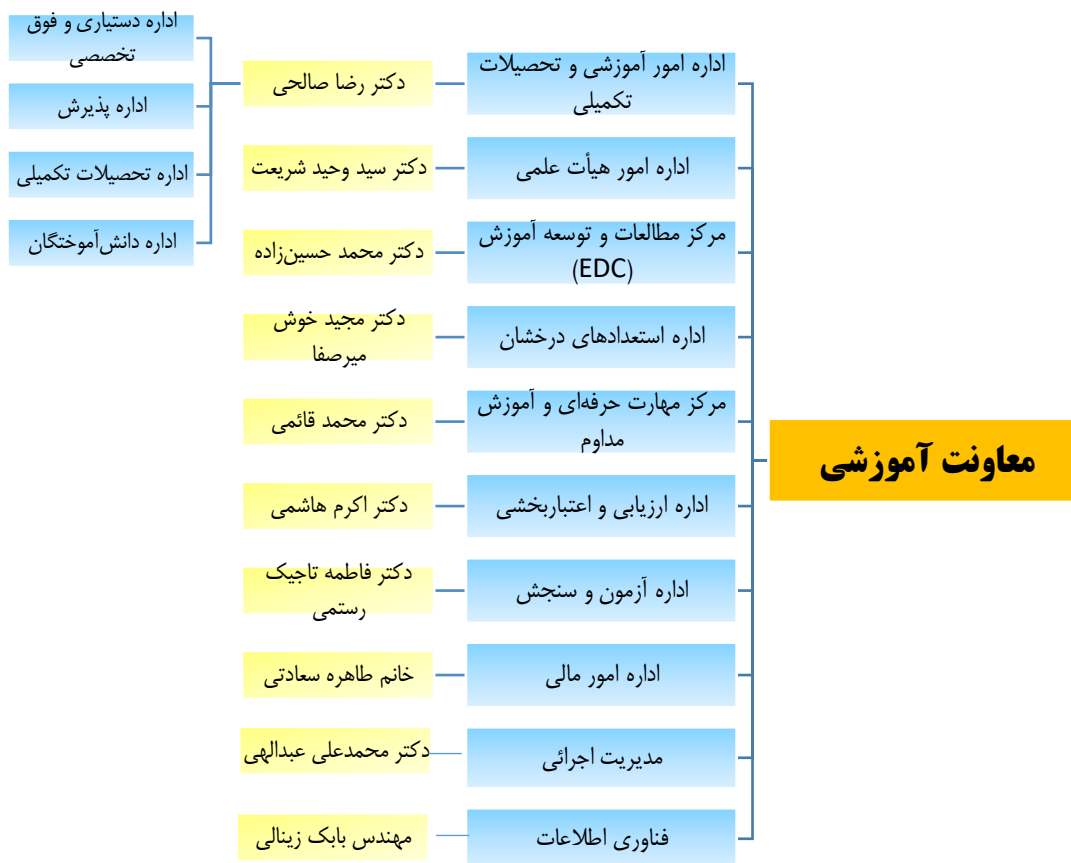 معاونت آموزشی
اداره امور آموزشی و تحصیلات
تکمیلی
دکتر رضا صالحی
اداره دستیاری و فوق
تخصصی
اداره پذیرش
اداره تحصیلات تکمیلی
اداره دانش‌آموختگان
اداره امور هیأت علمی
دکتر سید وحید شریعت
مرکز مطالعات و توسعه آموزش
(EDC)
دکتر محمد حسین‌زاده
اداره استعدادهای درخشان
دکتر مجید خوش
میرصفا
مرکز مهارت حرفه‌ای و آموزش
مداوم
دکتر محمد قائمی
اداره ارزیابی و اعتباربخشی
دکتر اکرم هاشمی
اداره آزمون و سنجش
دکتر فاطمه تاجیک
رستمی
اداره امور مالی
خانم طاهره سعادتی
مدیریت اجرائی
دکتر محمدعلی عبدالهی
فناوری اطلاعات
مهندس بابک زینالی